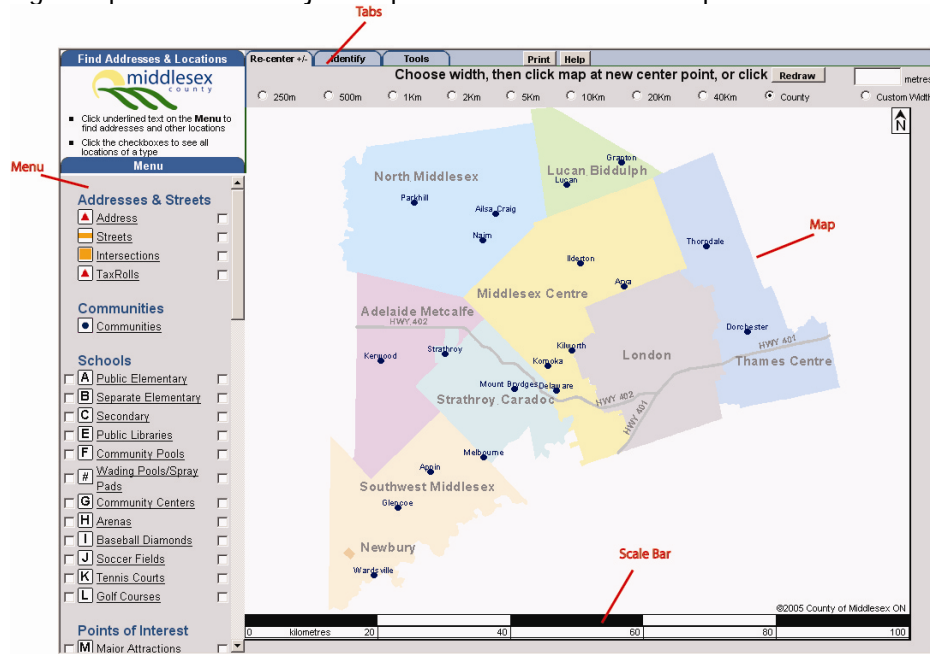 Tabs
Find Addresses & Locations
Re-center +/-
Identify
Tools
Print
Help
middlesex
county
Choose width, then click map at new center point, or click
Redraw
metres
250m
500m
1Km
2Km
5Km
10Km
20Km
40Km
County
Custom Width
Click underlined text on the Menu to
find addresses and other locations
Click the checkboxes to see all
locations of a type
Menu
Menu
Addresses & Streets
Address
Streets
Intersections
TaxRolls
Communities
Communities
Schools
A Public Elementary
B Separate Elementary
C Secondary
E Public Libraries
F Community Pools
# Wading Pools/Spray
Pads
G Community Centers
H Arenas
I Baseball Diamonds
J Soccer Fields
K Tennis Courts
L Golf Courses
Points of Interest
M Major Attractions
N
North Middlesex
Parkhill
Ailsa Craig
Nairn
Lucan Biddulph
Granton
Lucan
Map
Thorndale
Ilderton
Arva
Middlesex Centre
Adelaide Metcalfe
HWY 402
Kerwood
Strathroy
Kilworth
Komoka
London
Dorchester
HWY 401
Thames Centre
Mount Brydges
Delaware
Strathroy Caradoc
HWY 402
HWY 401
Melbourne
Appin
Southwest Middlesex
Glencoe
Newbury
Wardsville
Scale Bar
©2005 County of Middlesex ON
0 kilometres 20 40 60 80 100